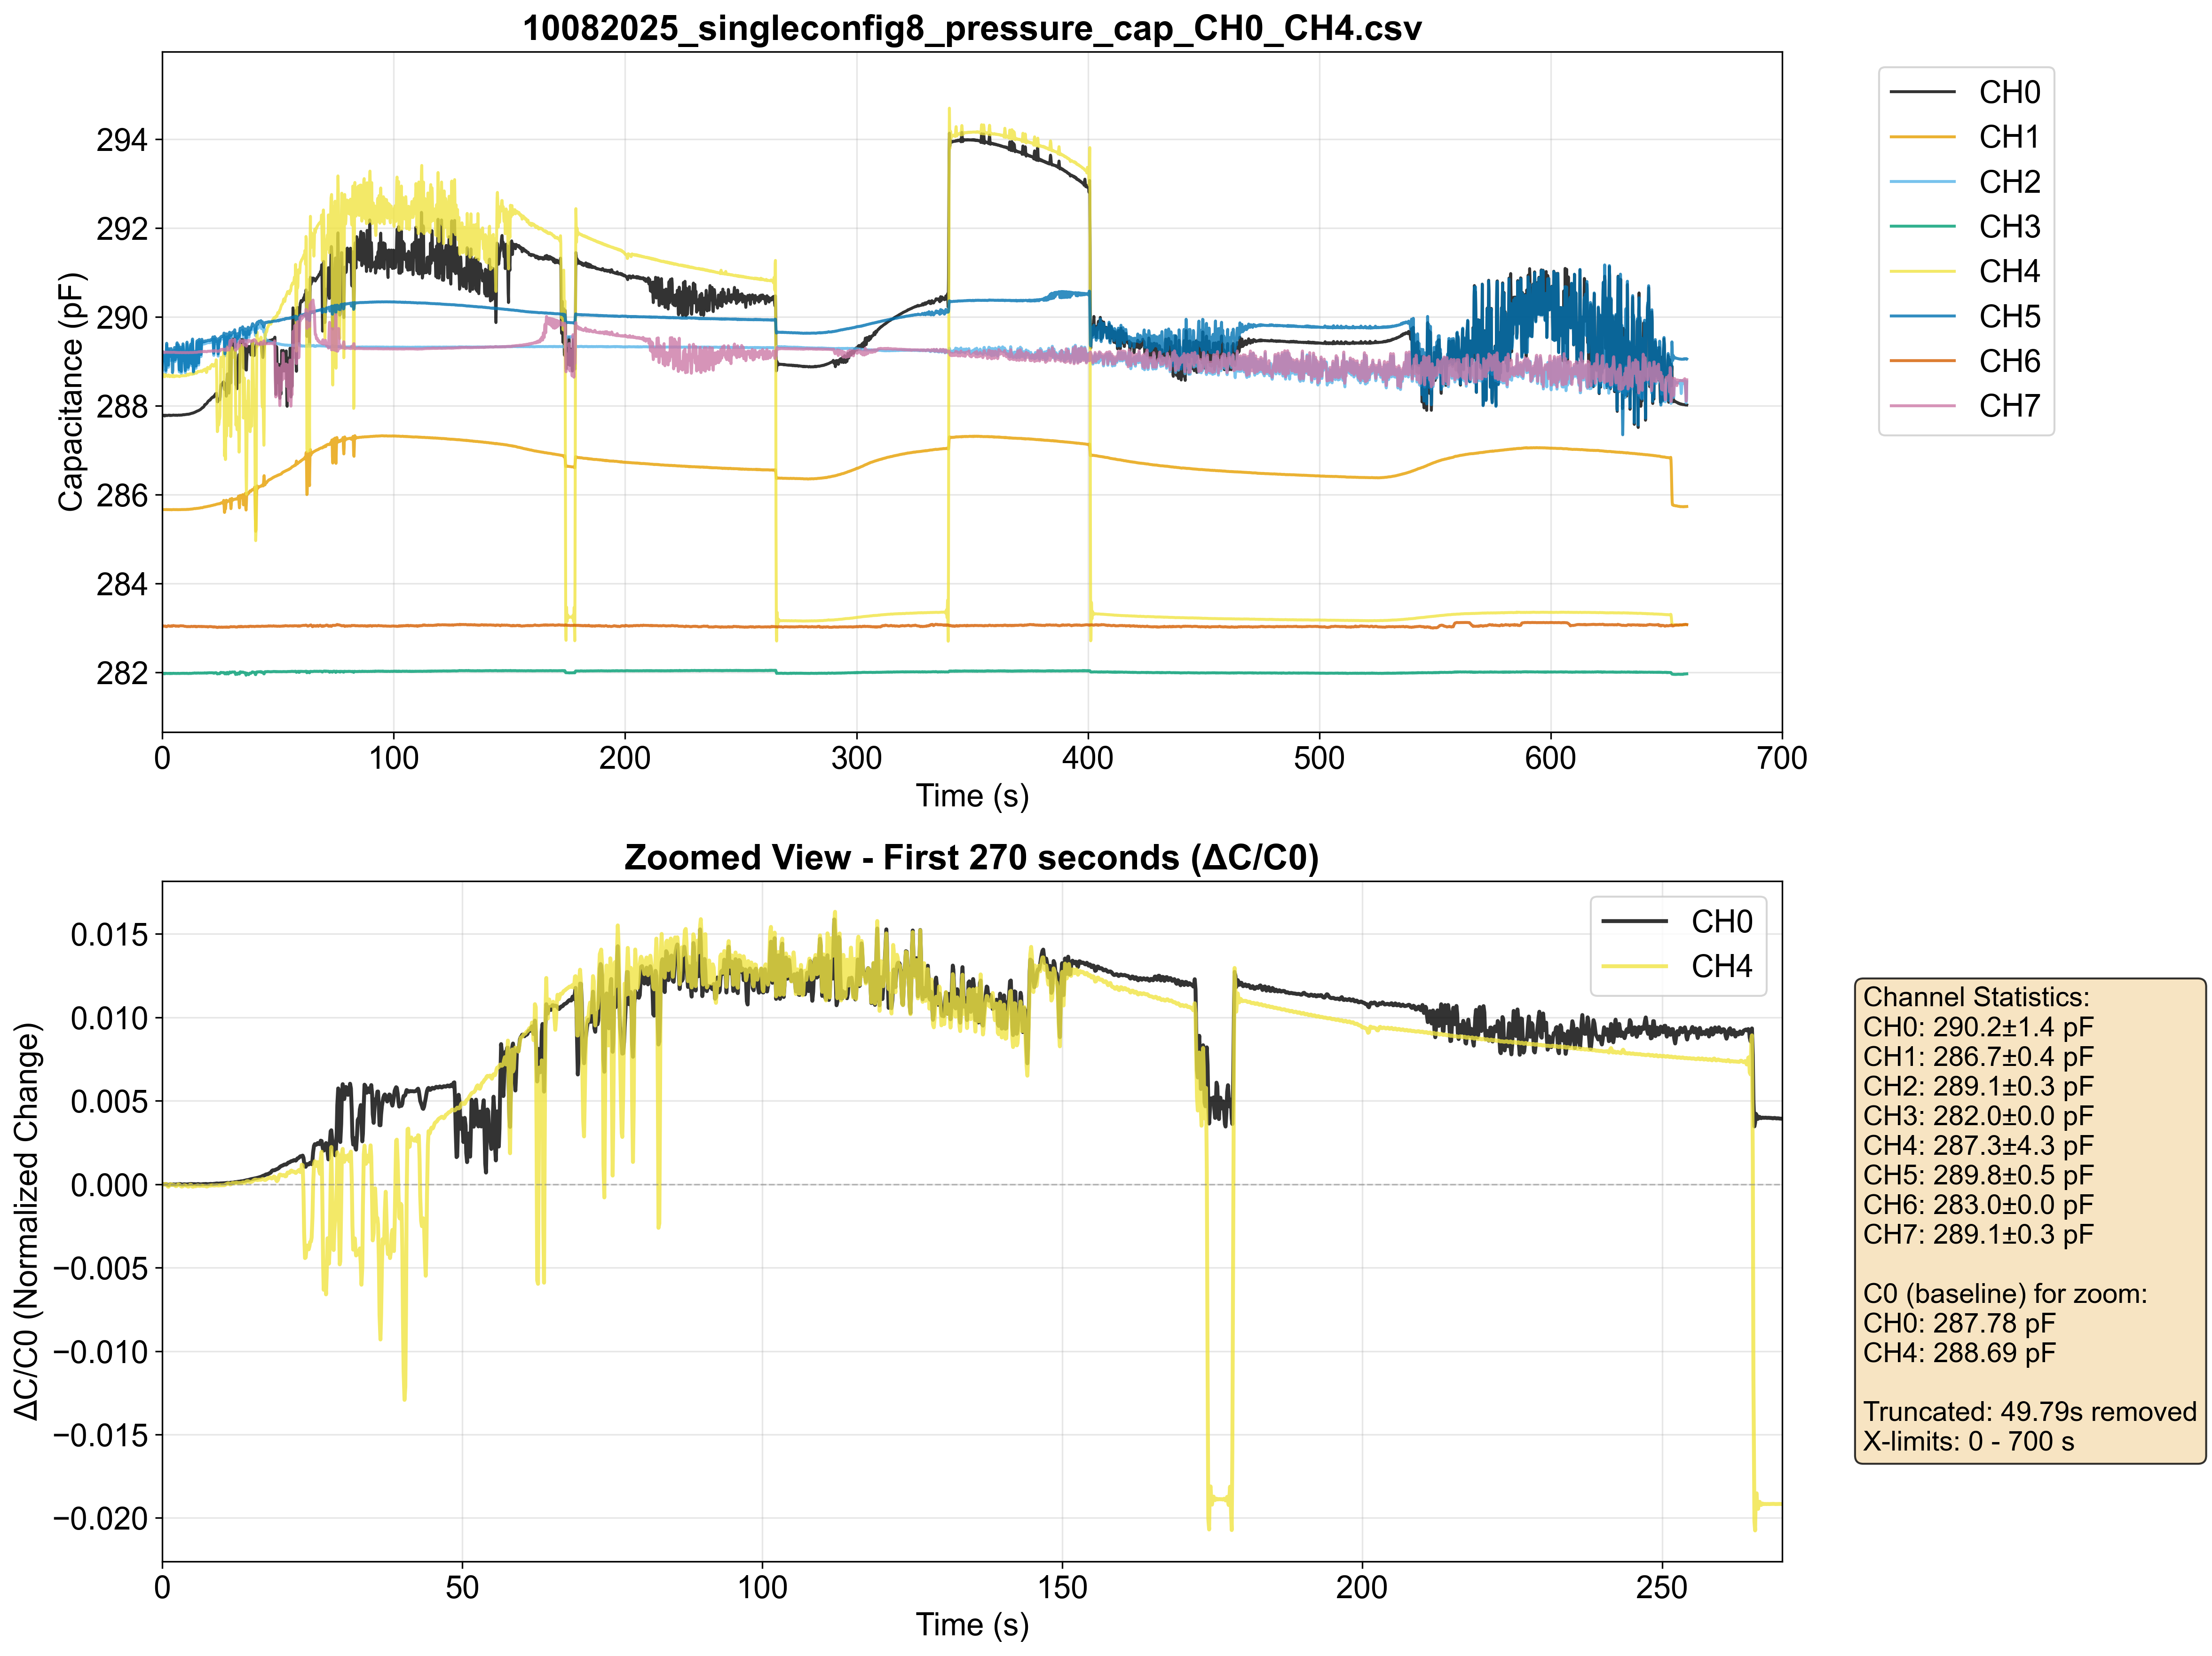 10082025_singleconfig8_pressure_cap_CH0_CH4.csv
Capacitance (pF)
294
292
290
288
286
284
282
0 100 200 300 400 500 600 700
Time (s)
CH0
CH1
CH2
CH3
CH4
CH5
CH6
CH7
Zoomed View - First 270 seconds (ΔC/C0)
ΔC/C0 (Normalized Change)
0.015
0.010
0.005
0.000
−0.005
−0.010
−0.015
−0.020
0 50 100 150 200 250
Time (s)
CH0
CH4
Channel Statistics:
CH0: 290.2±1.4 pF
CH1: 286.7±0.4 pF
CH2: 289.1±0.3 pF
CH3: 282.0±0.0 pF
CH4: 287.3±4.3 pF
CH5: 289.8±0.5 pF
CH6: 283.0±0.0 pF
CH7: 289.1±0.3 pF
C0 (baseline) for zoom:
CH0: 287.78 pF
CH4: 288.69 pF
Truncated: 49.79s removed
X-limits: 0 - 700 s